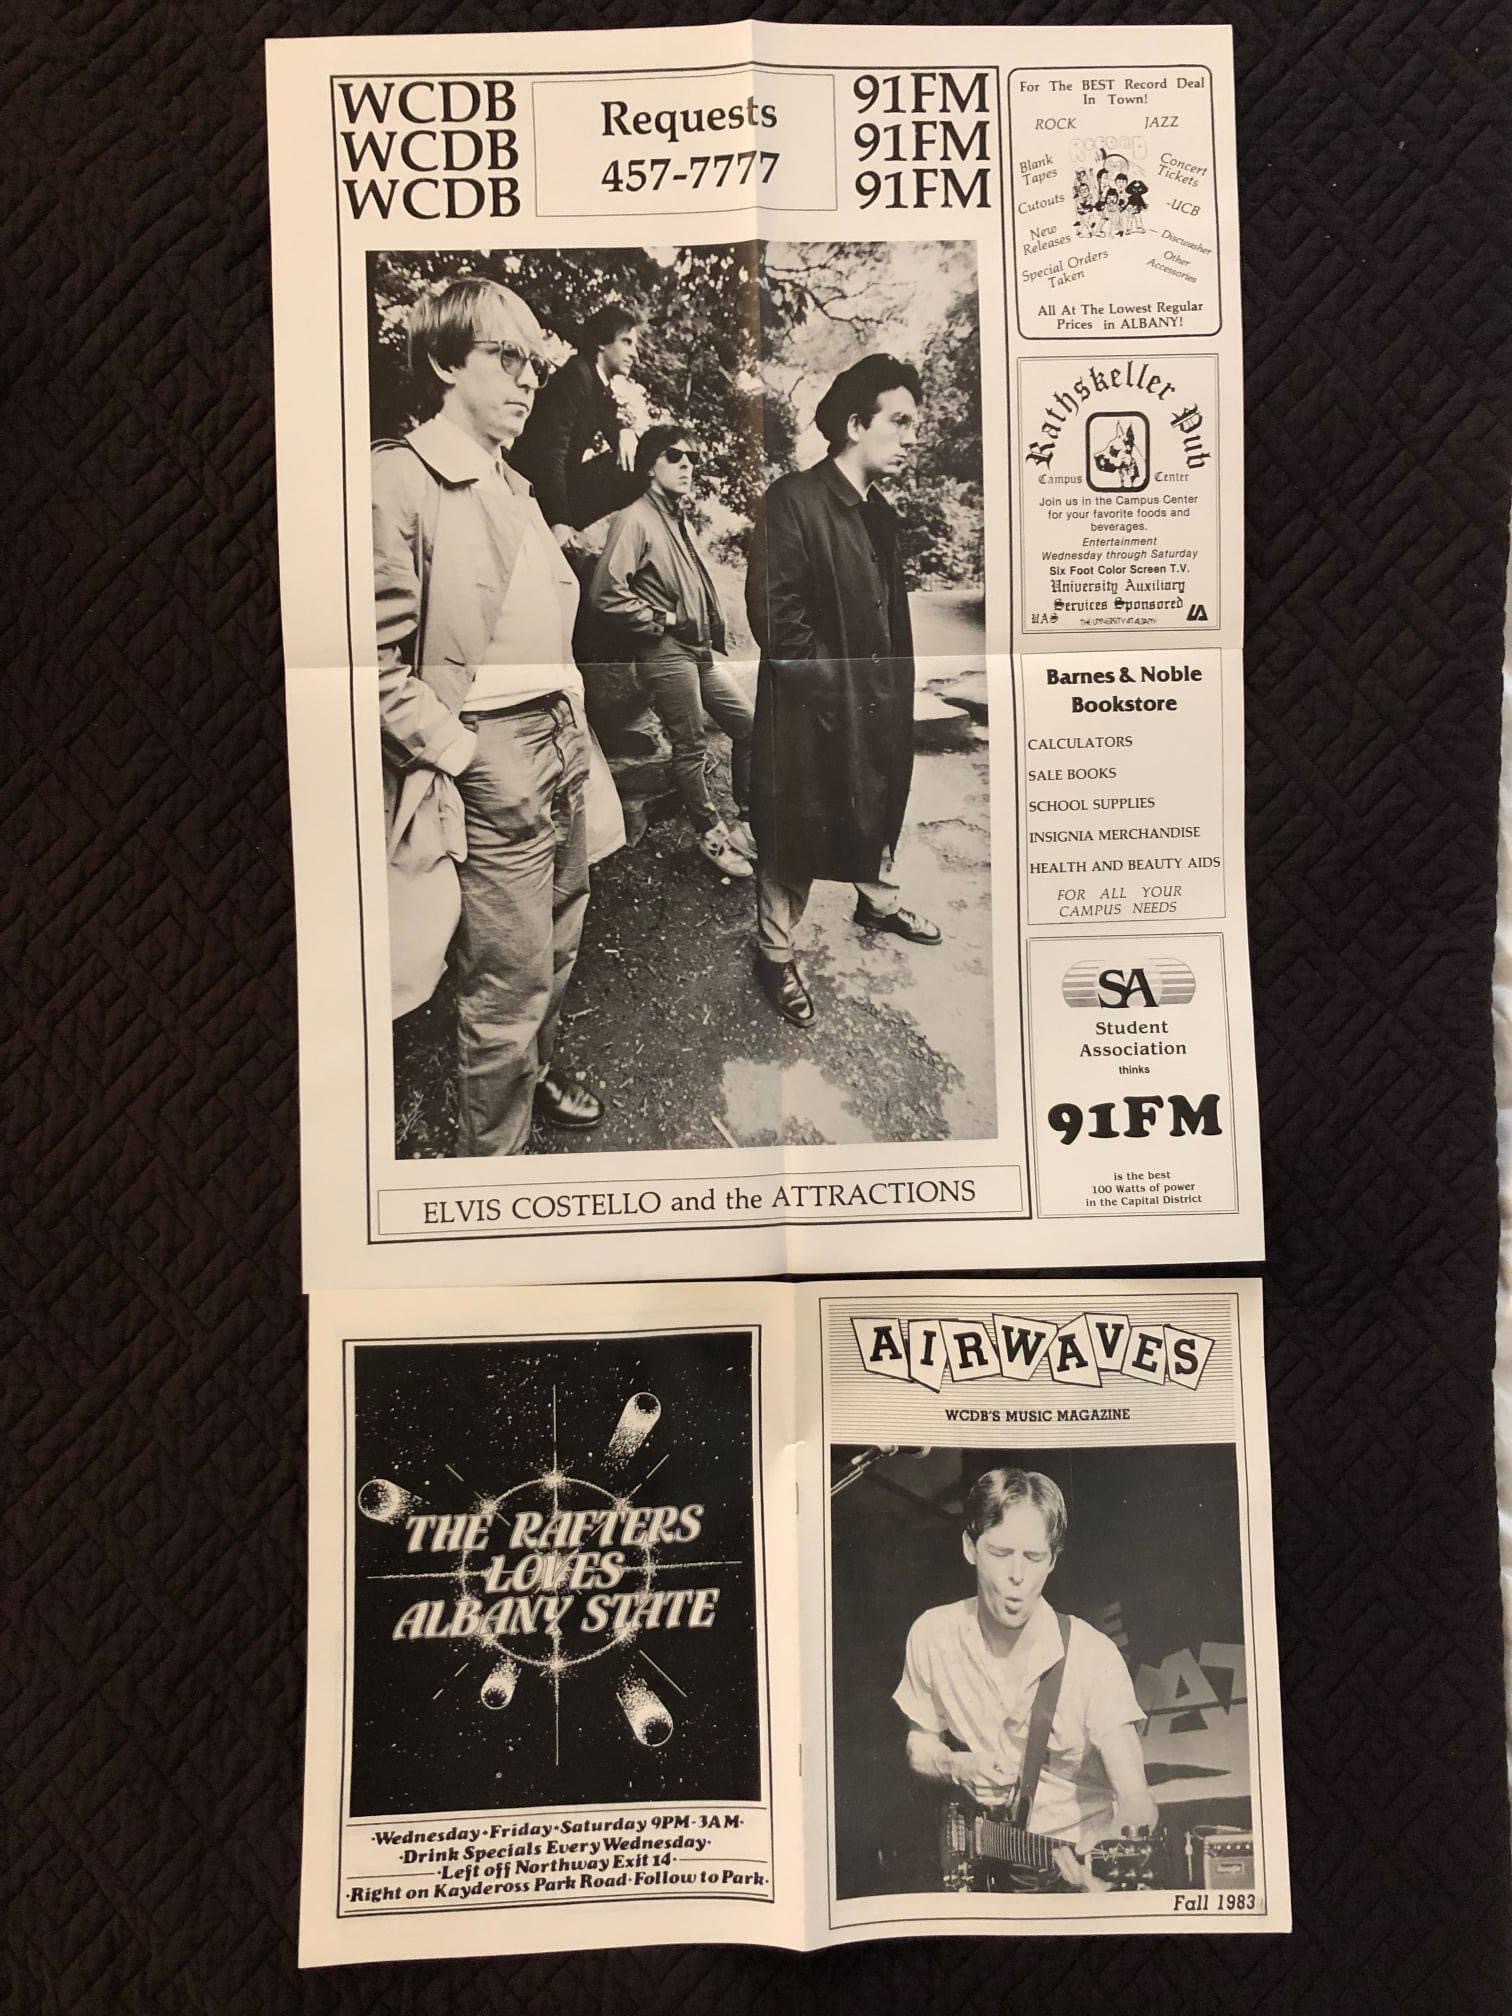 WCDB
WCDB
WCDB
Requests
457-7777
91FM
91FM
91FM
ELVIS COSTELLO and the ATTRACTIONS
For The BEST Record Deal
In Town!
ROCK
JAZZ
RECORD
Blank
Tapes
Concert
Tickets
Cutouts
-UCB
New
Releases
Discwasher
Other
Accessories
Special Orders
Taken
All At The Lowest Regular
Prices in ALBANY!
Rathskeller Pub
Campus Center
Join us in the Campus Center
for your favorite foods and
beverages.
Entertainment
Wednesday through Saturday
Six Foot Color Screen T.V.
University Auxiliary
Services Sponsored
UAS
THE UNIVERSITY AT ALBANY
Barnes & Noble
Bookstore
CALCULATORS
SALE BOOKS
SCHOOL SUPPLIES
INSIGNIA MERCHANDISE
HEALTH AND BEAUTY AIDS
FOR ALL YOUR
CAMPUS NEEDS
SA
Student
Association
thinks
91FM
is the best
100 Watts of power
in the Capital District
THE RAFTERS
LOVES
ALBANY STATE
·Wednesday·Friday·Saturday 9PM-3AM·
·Drink Specials Every Wednesday·
·Left off Northway Exit 14·
·Right on Kaydeross Park Road·Follow to Park·
AIRWAVES
WCDB'S MUSIC MAGAZINE
Fall 1983